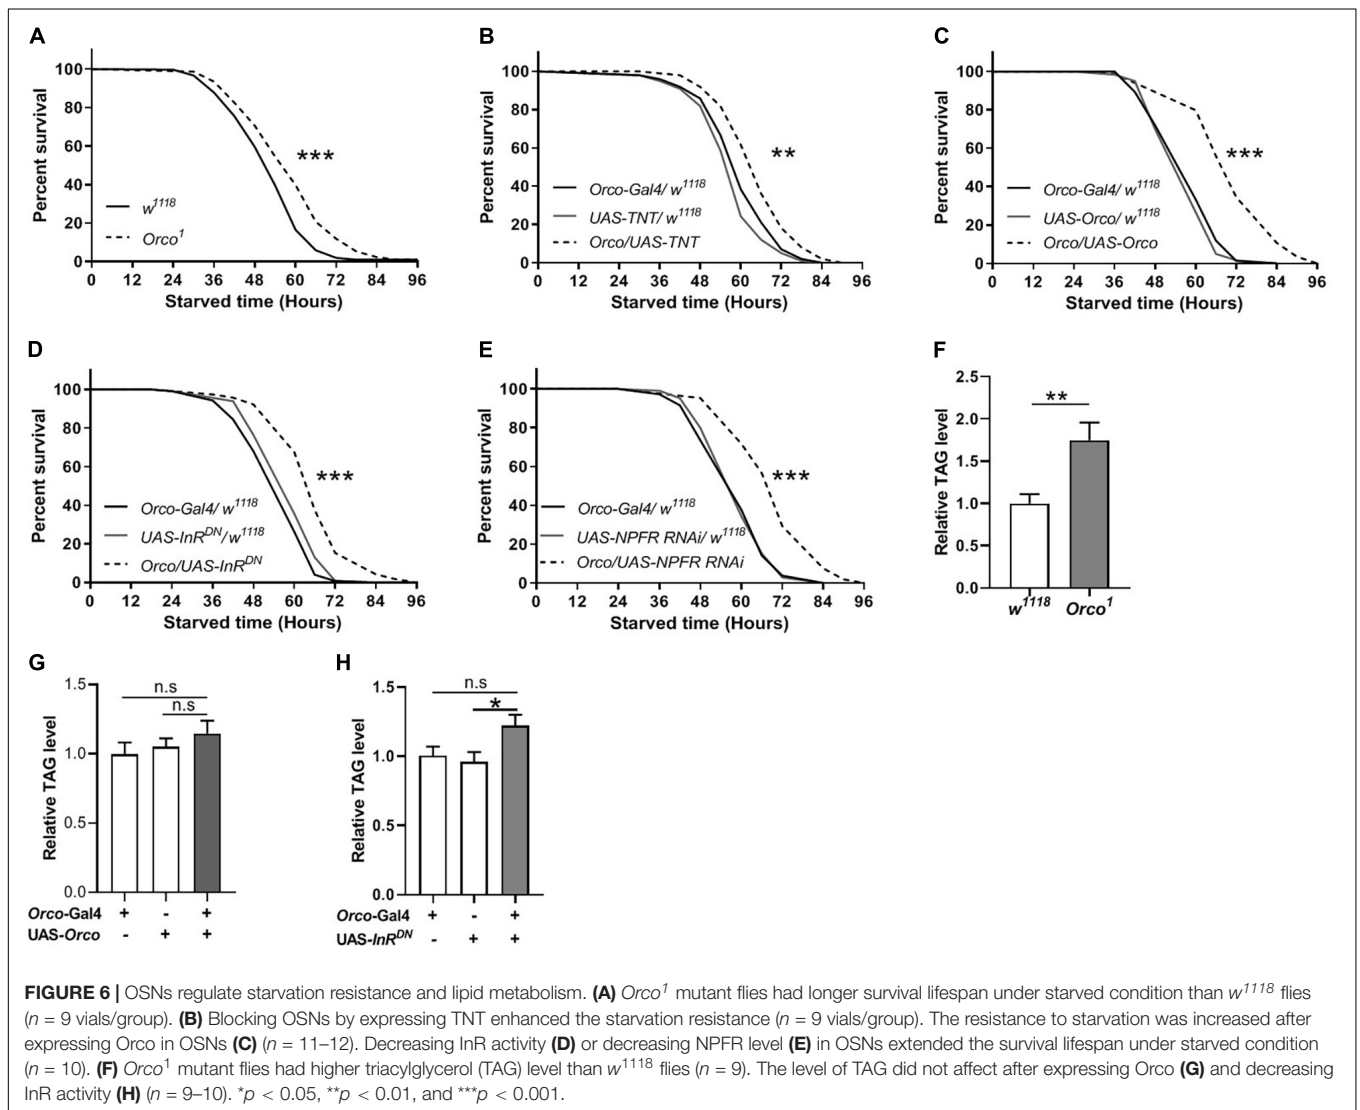 A
Percent survival
100
80
60
40
20
0
***
w1118
Orco1
0 12 24 36 48 60 72 84 96
Starved time (Hours)
B
Percent survival
100
80
60
40
20
0
**
Orco-Gal4/ w1118
UAS-TNT/ w1118
Orco/UAS-TNT
0 12 24 36 48 60 72 84 96
Starved time (Hours)
C
Percent survival
100
80
60
40
20
0
***
Orco-Gal4/ w1118
UAS-Orco/ w1118
Orco/UAS-Orco
0 12 24 36 48 60 72 84 96
Starved time (Hours)
D
Percent survival
100
80
60
40
20
0
***
Orco-Gal4/ w1118
UAS-InRDN/w1118
Orco/UAS-InRDN
0 12 24 36 48 60 72 84 96
Starved time (Hours)
E
Percent survival
100
80
60
40
20
0
***
Orco-Gal4/ w1118
UAS-NPFR RNAi/ w1118
Orco/UAS-NPFR RNAi
0 12 24 36 48 60 72 84 96
Starved time (Hours)
F
Relative TAG level
2.5
2.0
1.5
1.0
0.5
0.0
**
w1118 Orco1
G
Relative TAG level
1.5
1.0
0.5
0.0
n.s
n.s
Orco-Gal4 + - +
UAS-Orco - + +
H
Relative TAG level
1.5
1.0
0.5
0.0
n.s
*
Orco-Gal4 + - +
UAS-InRDN - + +
FIGURE 6 | OSNs regulate starvation resistance and lipid metabolism. (A) Orco1 mutant flies had longer survival lifespan under starved condition than w1118 flies
(n = 9 vials/group). (B) Blocking OSNs by expressing TNT enhanced the starvation resistance (n = 9 vials/group). The resistance to starvation was increased after
expressing Orco in OSNs (C) (n = 11–12). Decreasing InR activity (D) or decreasing NPFR level (E) in OSNs extended the survival lifespan under starved condition
(n = 10). (F) Orco1 mutant flies had higher triacylglycerol (TAG) level than w1118 flies (n = 9). The level of TAG did not affect after expressing Orco (G) and decreasing
InR activity (H) (n = 9–10). *p < 0.05, **p < 0.01, and ***p < 0.001.